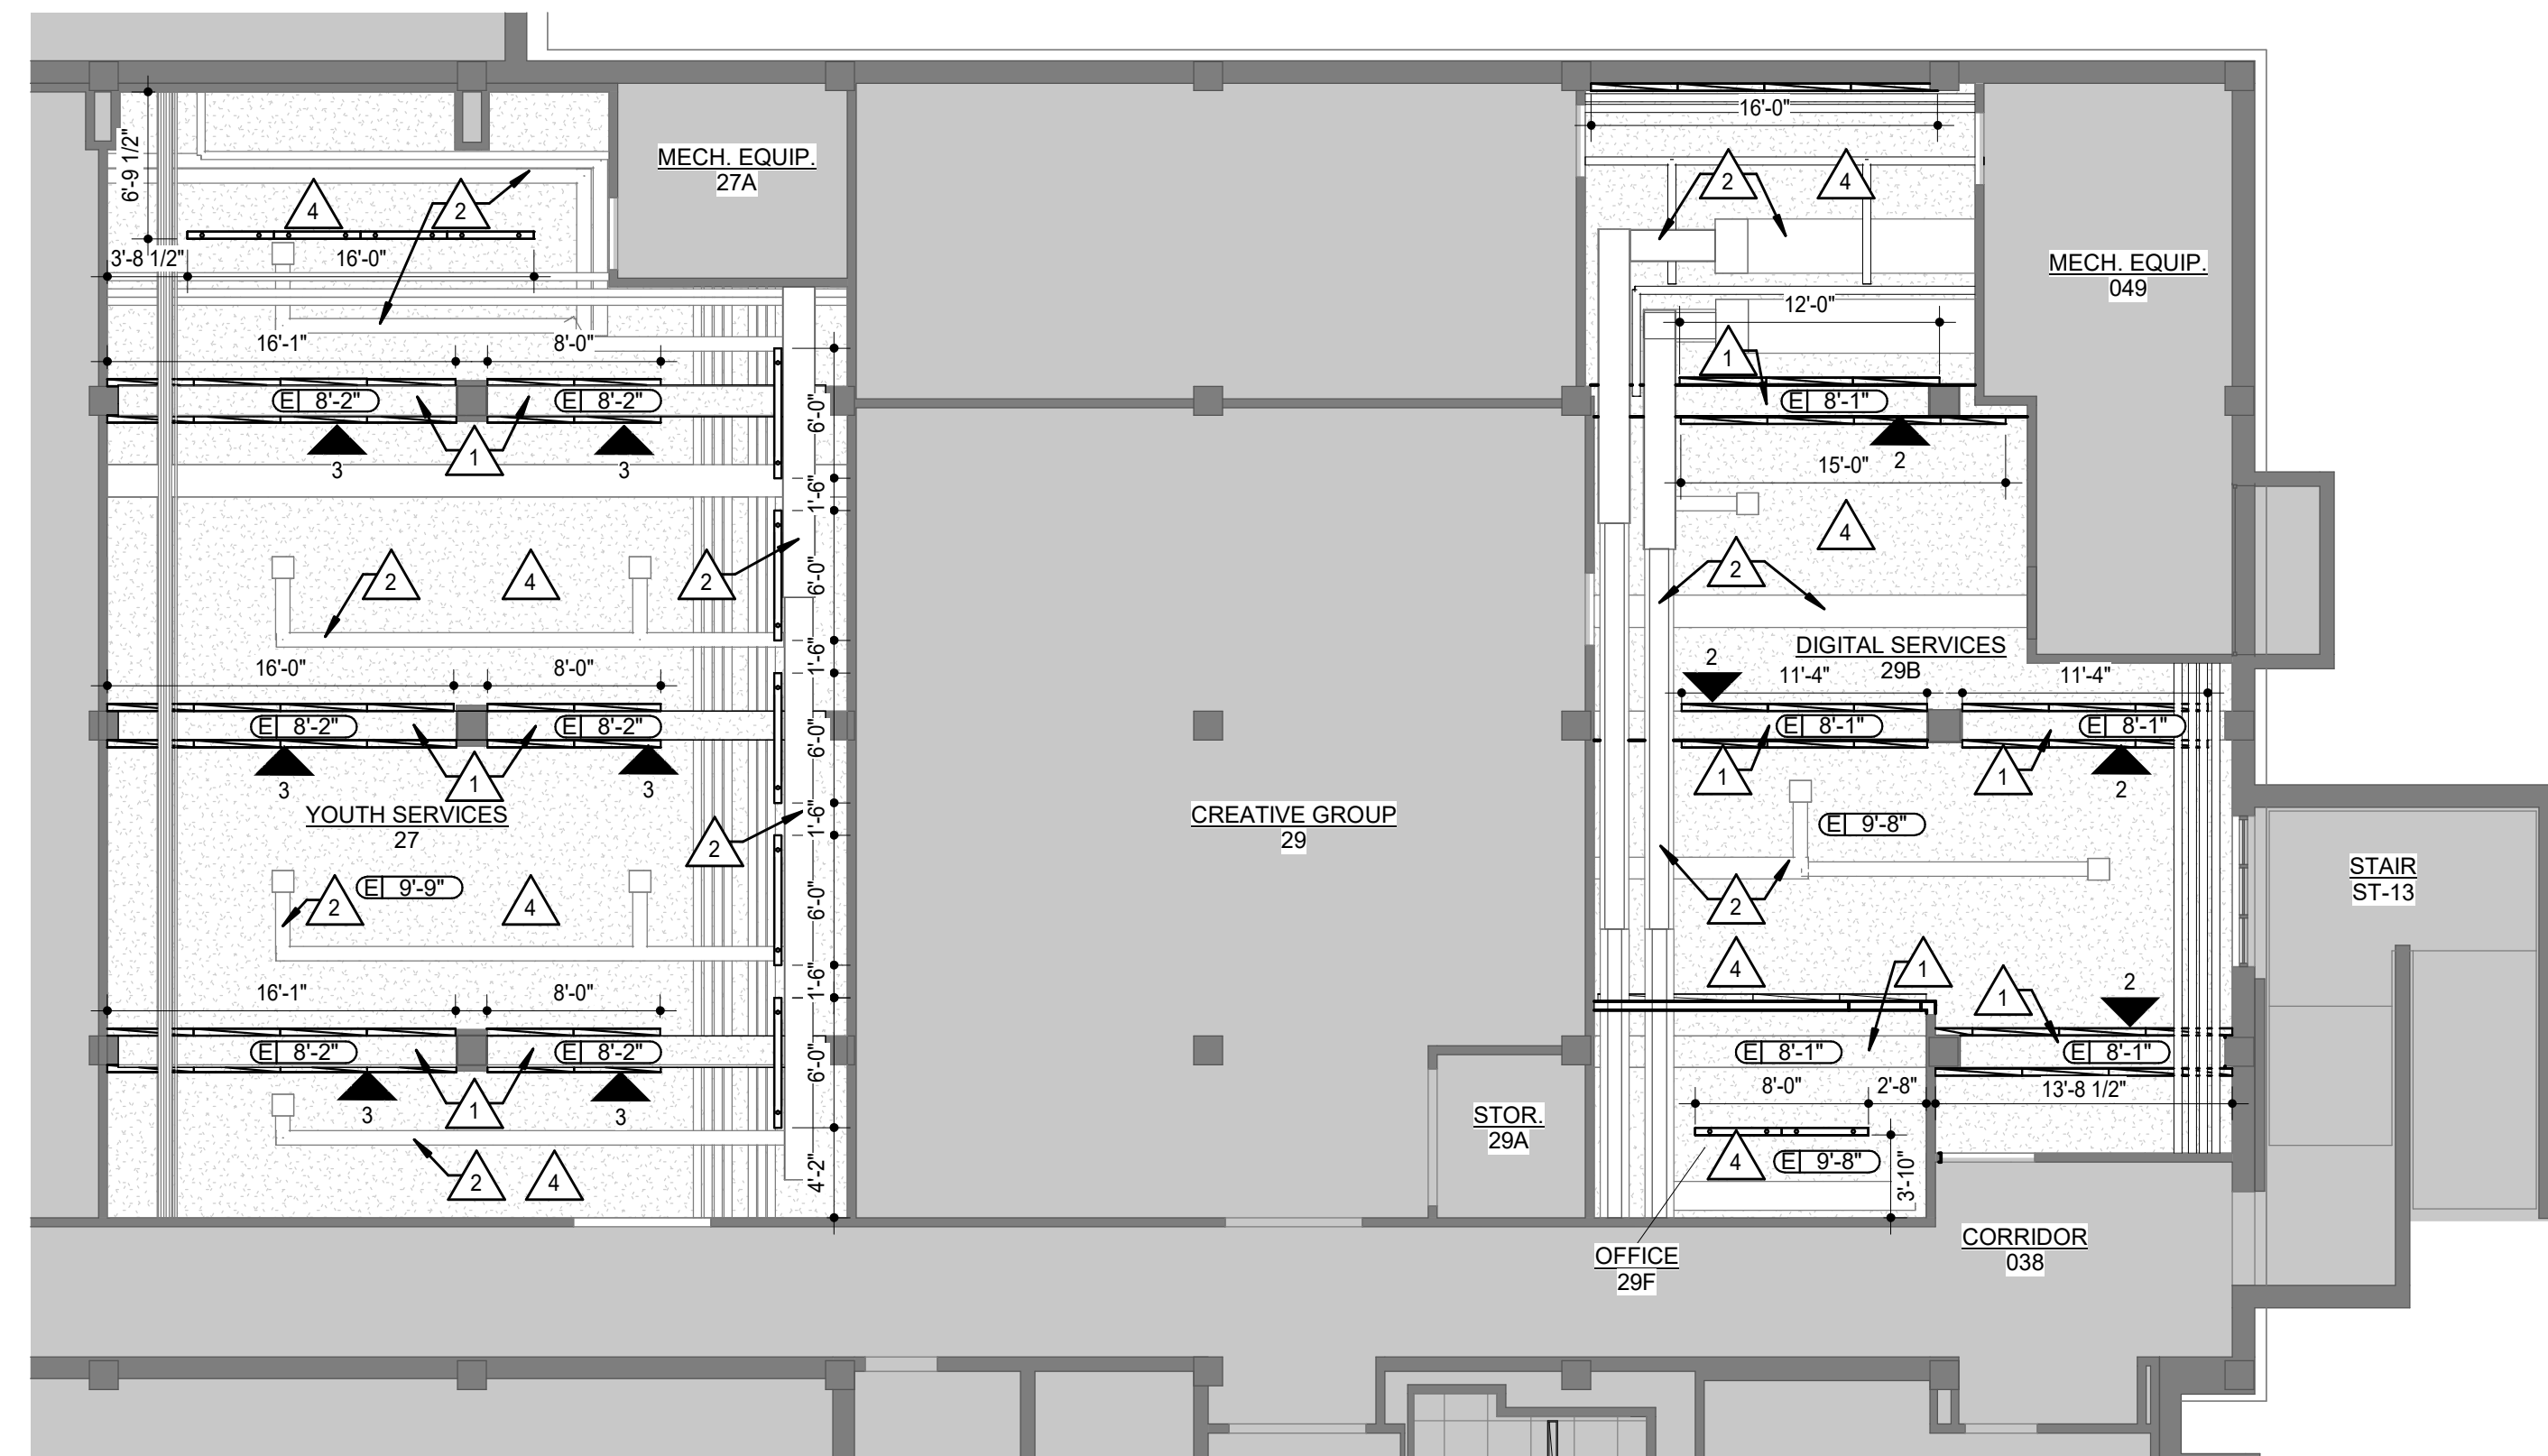 16'-0"
6'-9 1/2"
MECH. EQUIP.
27A
4
2
2
4
3'-8 1/2"
16'-0"
MECH. EQUIP.
049
12'-0"
16'-1"
8'-0"
1
E 8'-2"
E 8'-2"
6'-0"
E 8'-1"
1
3
3
2
15'-0"
1'-6"
4
2
4
2
6'-0"
2
DIGITAL SERVICES
29B
16'-0"
8'-0"
1'-6"
2
11'-4"
11'-4"
E 8'-2"
E 8'-2"
6'-0"
E 8'-1"
E 8'-1"
1
1
1
3
3
2
YOUTH SERVICES
27
CREATIVE GROUP
29
1'-6"
E 9'-8"
2
STAIR
ST-13
2
E 9'-9"
4
6'-0"
2
4
1
16'-1"
8'-0"
1'-6"
1
2
E 8'-2"
E 8'-2"
6'-0"
E 8'-1"
E 8'-1"
8'-0"
2'-8"
13'-8 1/2"
3
1
3
STOR.
29A
2
4
4'-2"
4
E 9'-8"
3'-10"
OFFICE
29F
CORRIDOR
038